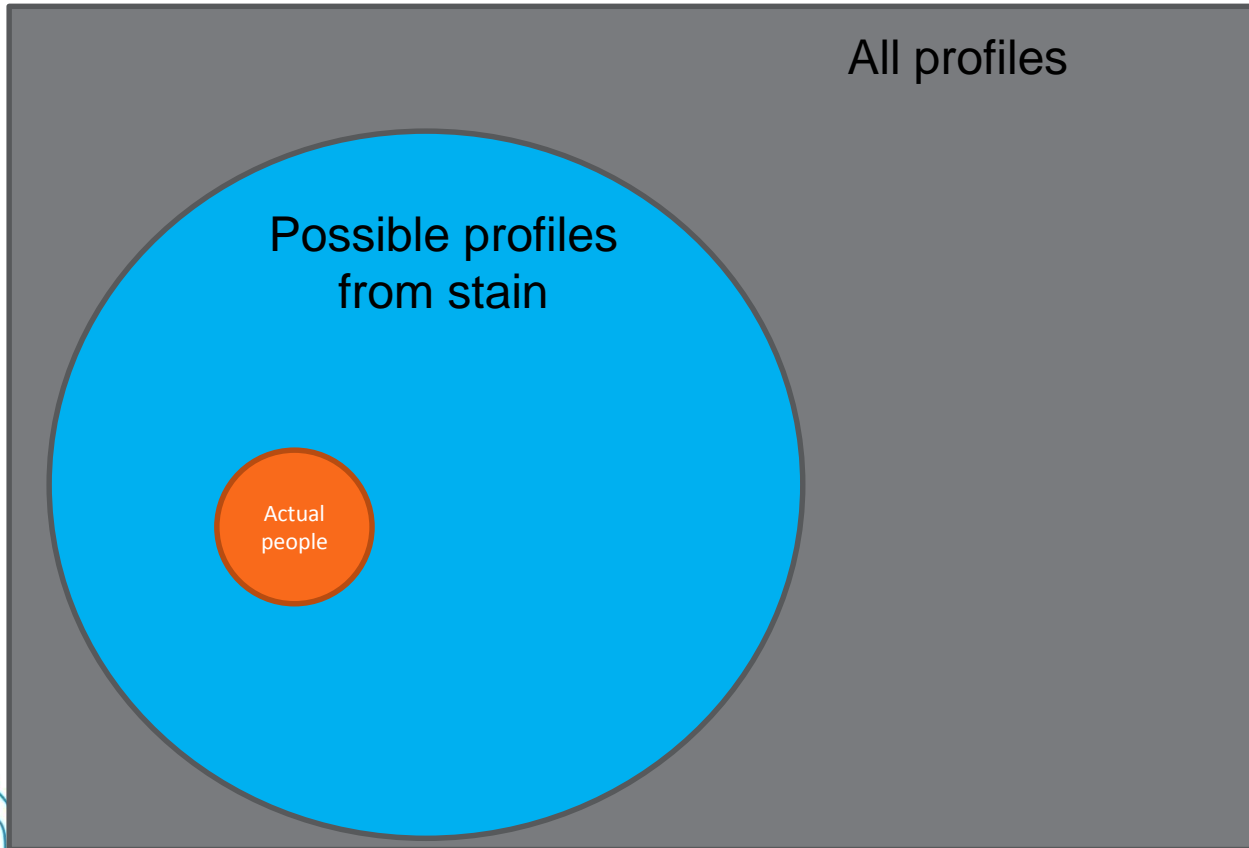 All profiles
Possible profiles
from stain
Actual
people